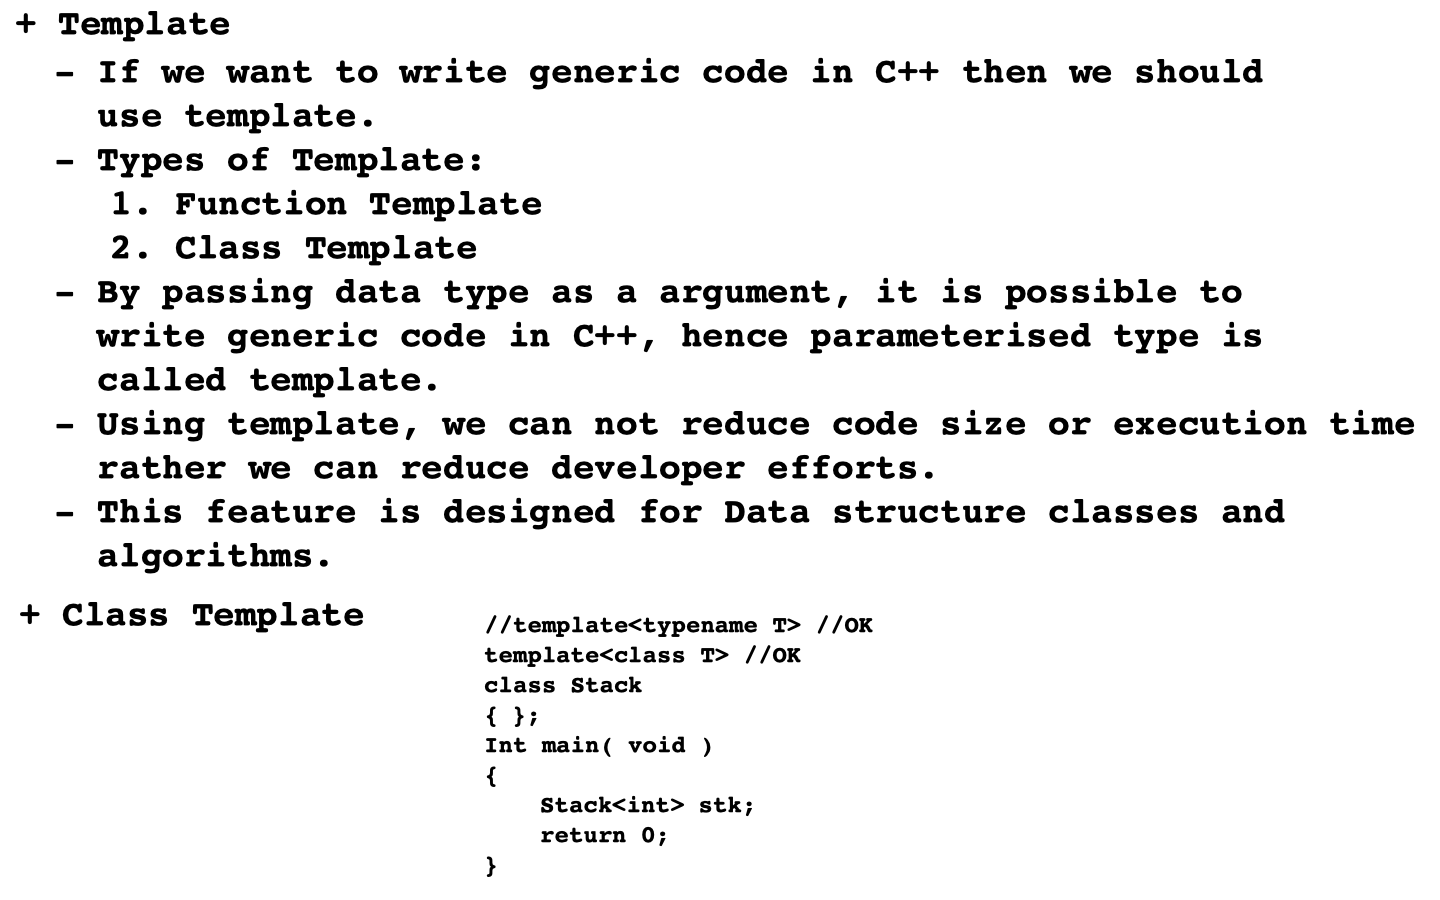 + Template
– If we want to write generic code in C++ then we should
use template.
– Types of Template:
1. Function Template
2. Class Template
– By passing data type as a argument, it is possible to
write generic code in C++, hence parameterised type is
called template.
– Using template, we can not reduce code size or execution time
rather we can reduce developer efforts.
– This feature is designed for Data structure classes and
algorithms.
+ Class Template
//template<typename T> //OK
template<class T> //OK
class Stack
{ };
Int main( void )
{
Stack<int> stk;
return 0;
}